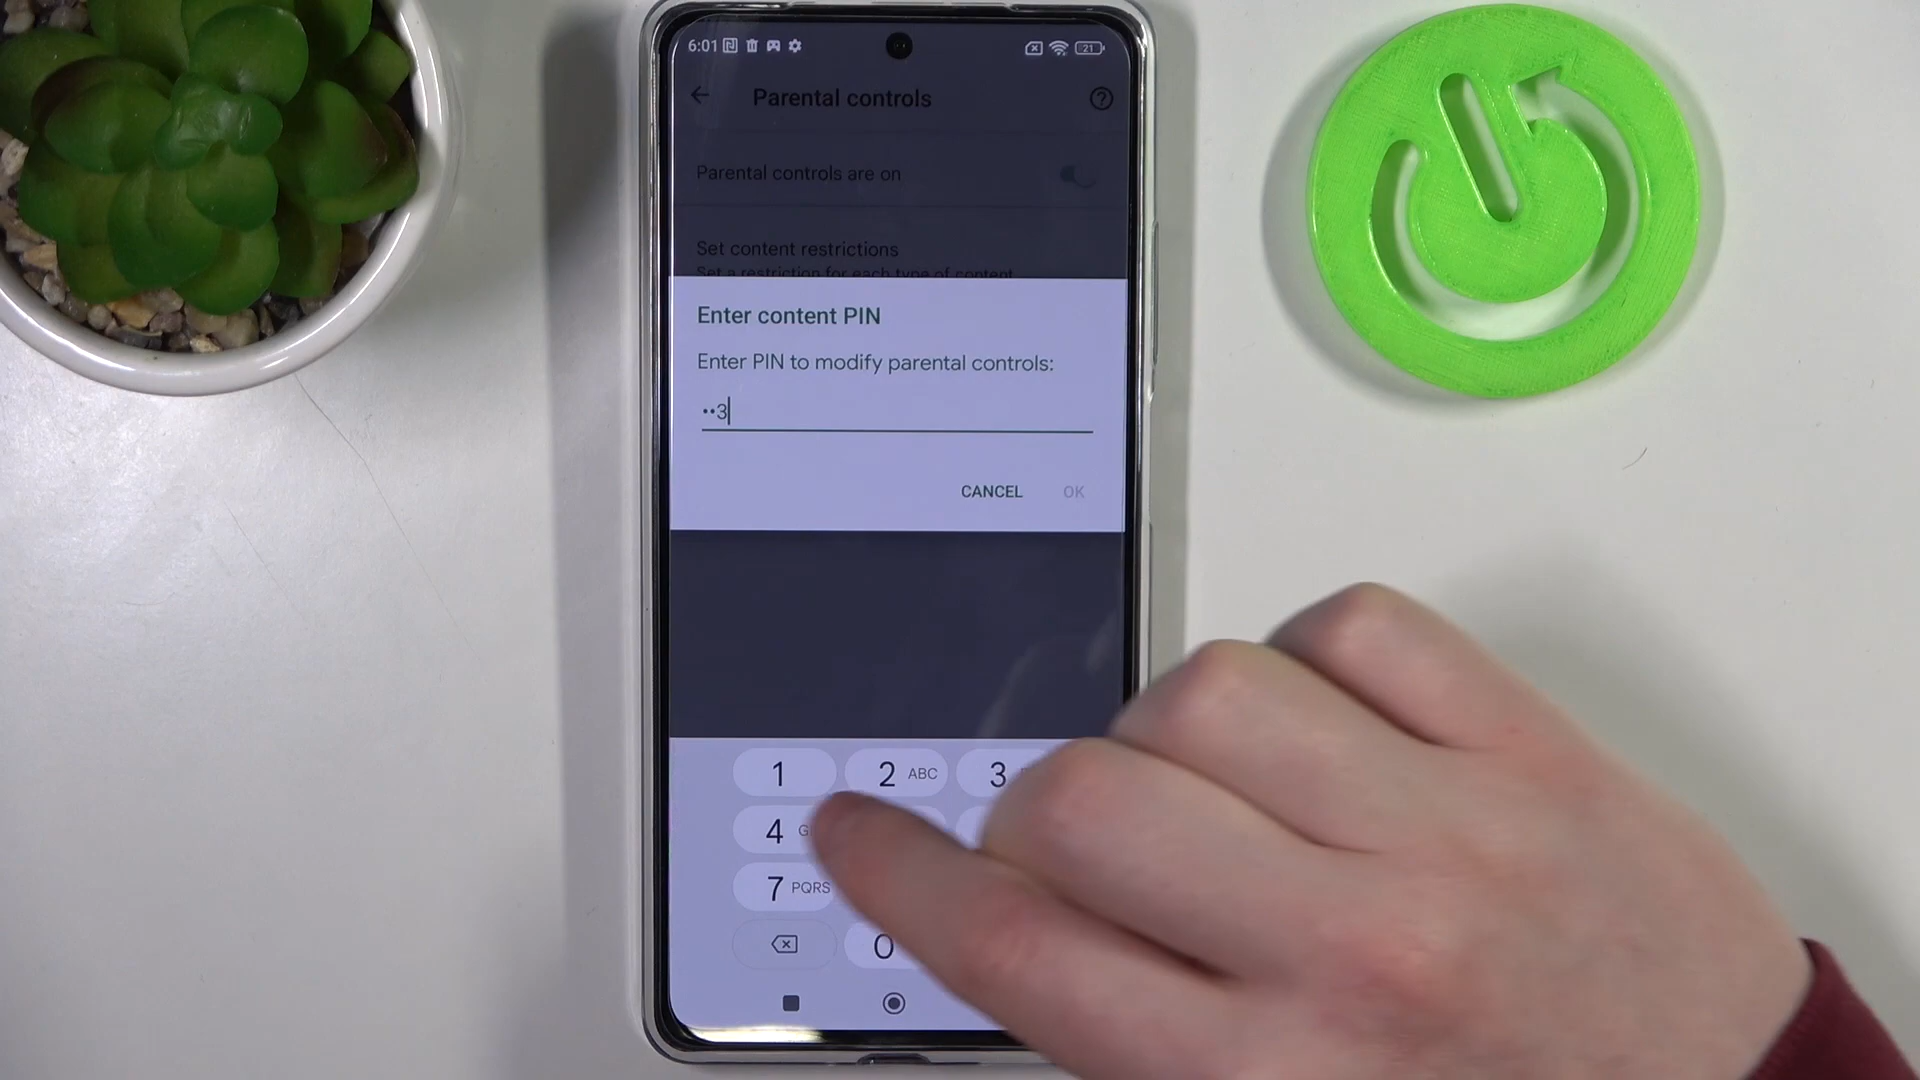 6:01 21
Parental controls
Parental controls are on
Set content restrictions
Set a restriction for each type of content
Enter content PIN
Enter PIN to modify parental controls:
••3
CANCEL OK
1 2 ABC 3
4 G
7 PQRS
0